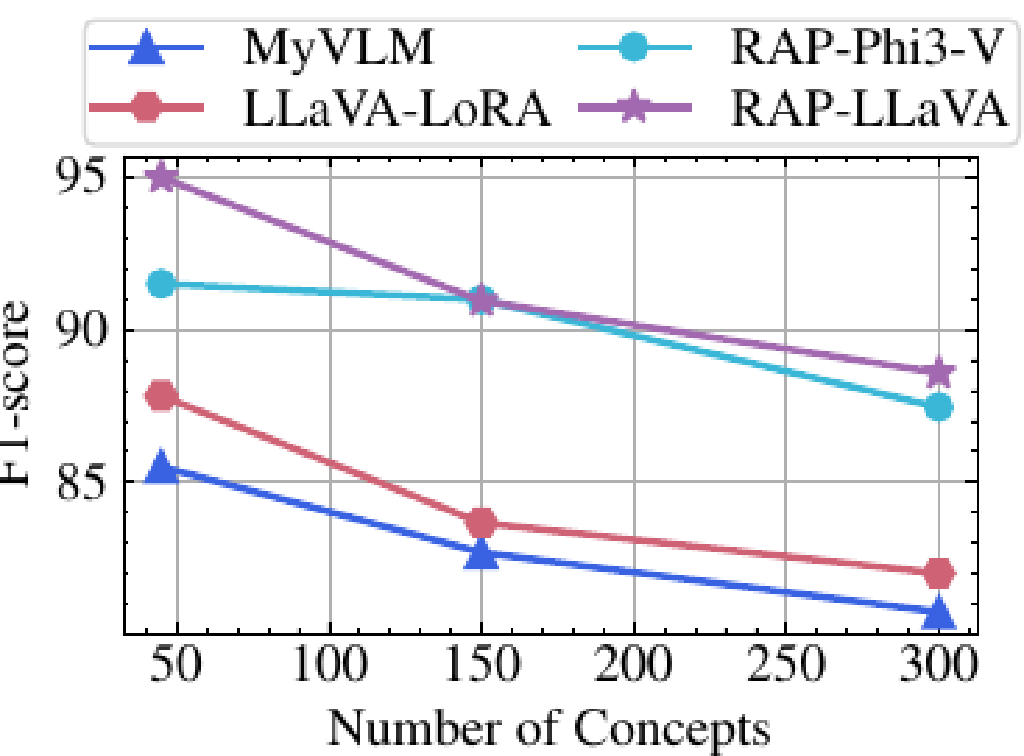 MyVLM RAP-Phi3-V
LLaVA-LoRA RAP-LLaVA
95
90
85
F1-score
50 100 150 200 250 300
Number of Concepts